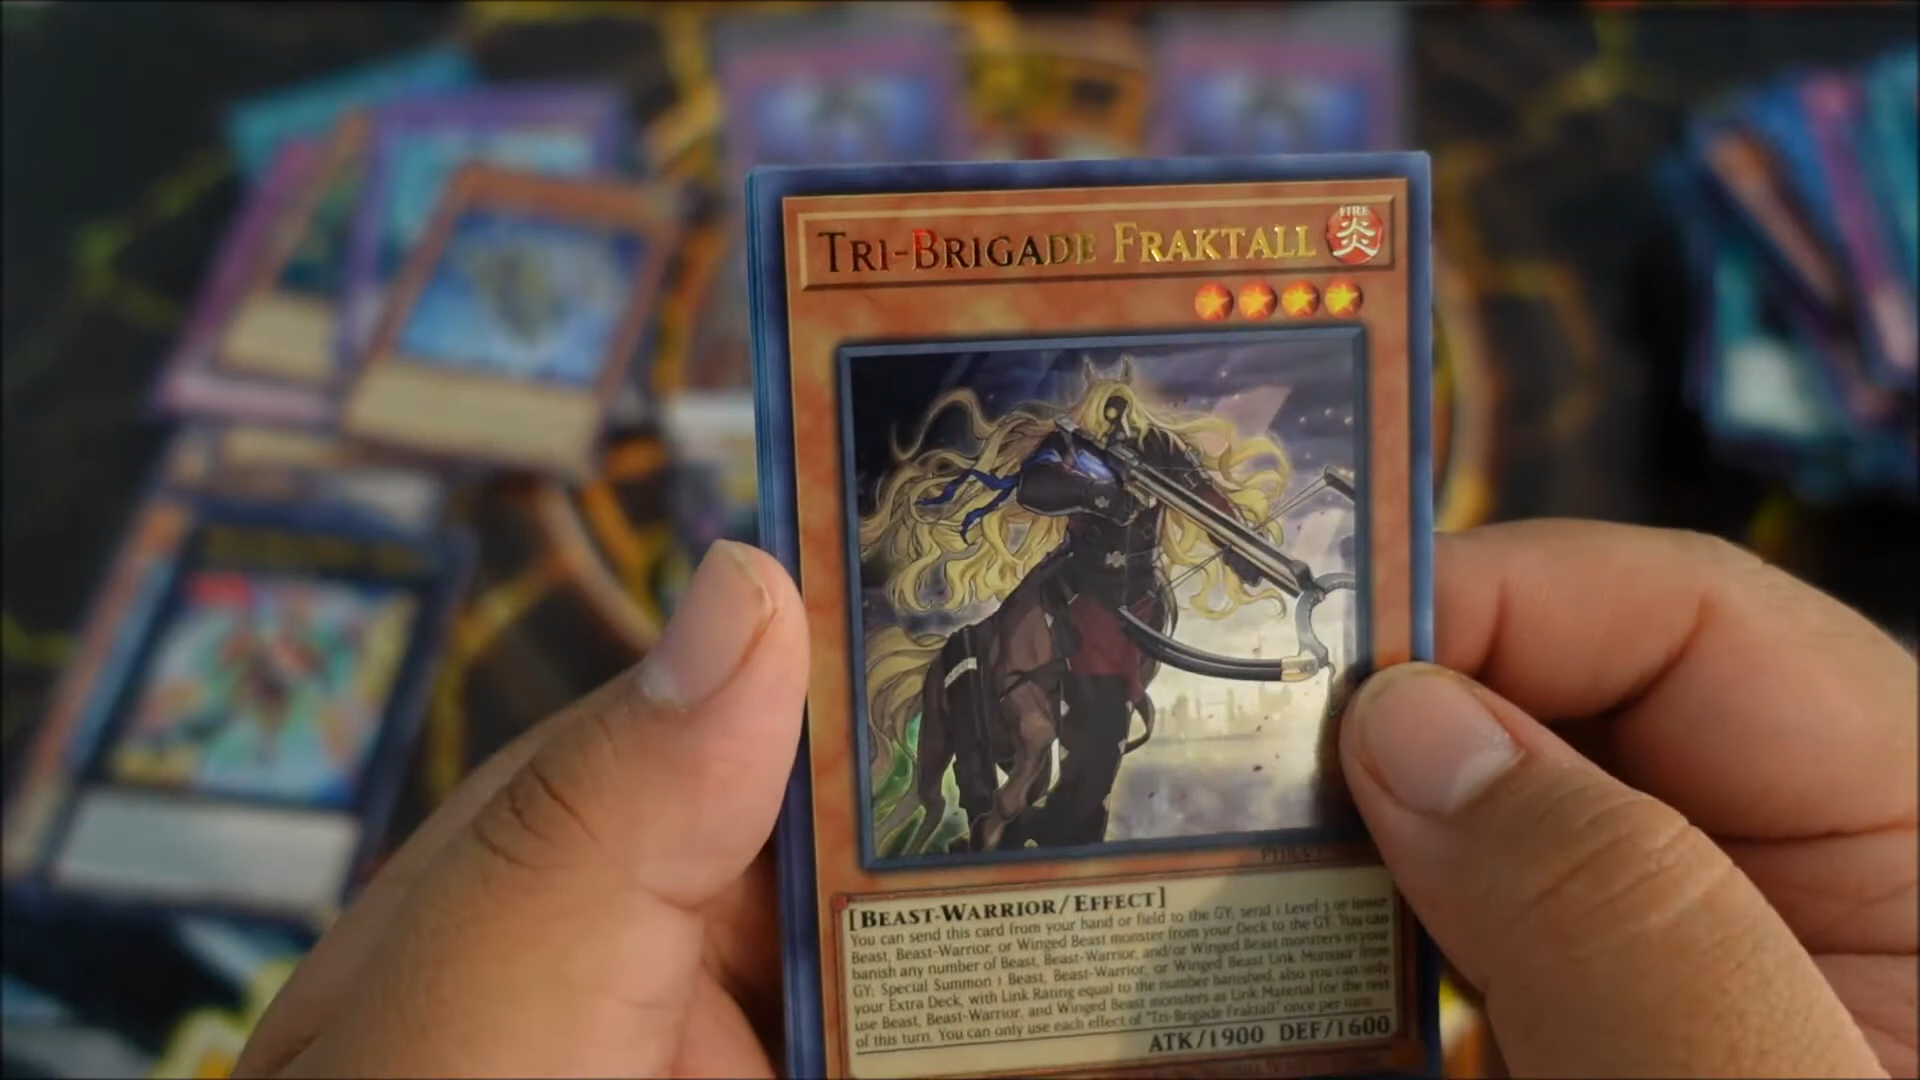 TRI-BRIGADE FRAKTALL
FIRE
炎
[BEAST-WARRIOR/EFFECT]
You can send this card from your hand or field to the GY; send 1 Level 3 or lower
Beast, Beast-Warrior, or Winged Beast monster from your Deck to the GY. You can
banish any number of Beast, Beast-Warrior, and/or Winged Beast monsters in your
GY; Special Summon 1 Beast, Beast-Warrior, or Winged Beast Link Monster from
your Extra Deck, with Link Rating equal to the number banished, also you can only
use Beast, Beast-Warrior, and Winged Beast monsters as Link Material for the rest
of this turn. You can only use each effect of "Tri-Brigade Fraktall" once per turn.
ATK/1900 DEF/1600